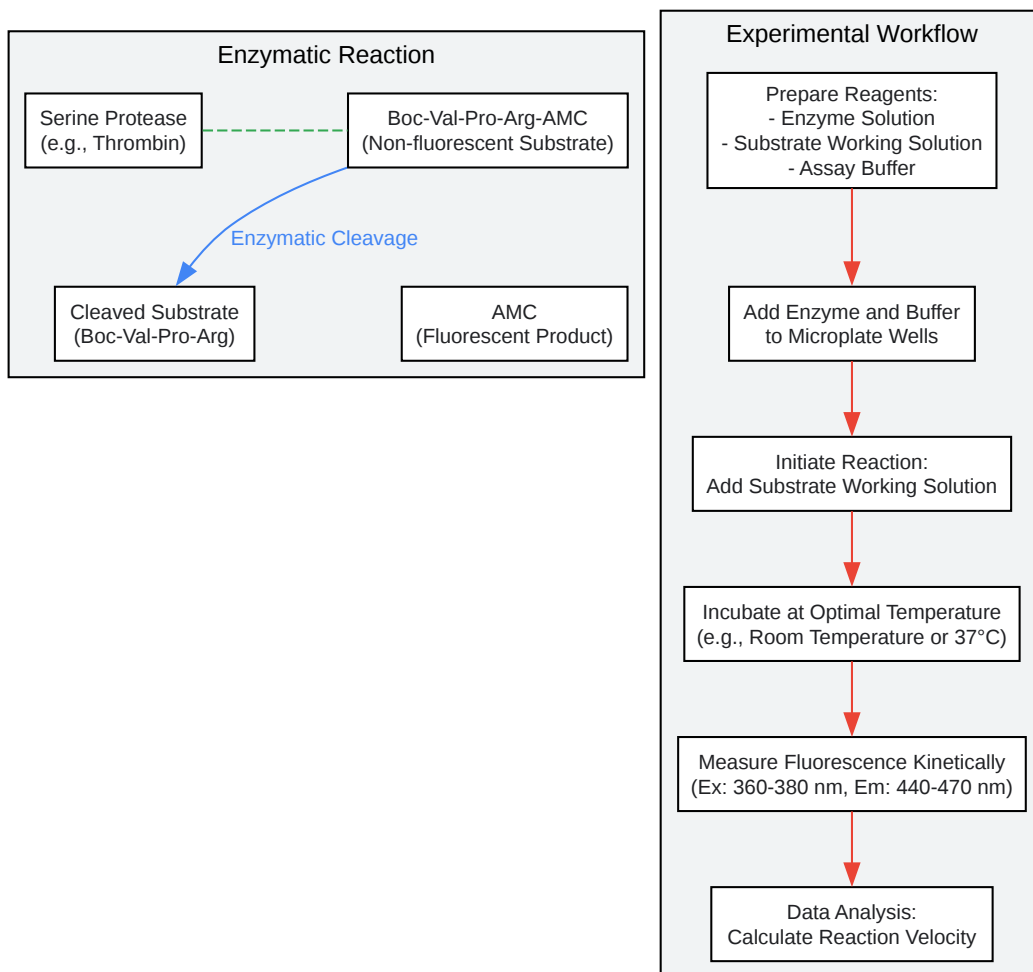 Enzymatic Reaction
Serine Protease
(e.g., Thrombin)
Boc-Val-Pro-Arg-AMC
(Non-fluorescent Substrate)
Enzymatic Cleavage
Cleaved Substrate
(Boc-Val-Pro-Arg)
AMC
(Fluorescent Product)
Experimental Workflow
Prepare Reagents:
- Enzyme Solution
- Substrate Working Solution
- Assay Buffer
Add Enzyme and Buffer
to Microplate Wells
Initiate Reaction:
Add Substrate Working Solution
Incubate at Optimal Temperature
(e.g., Room Temperature or 37°C)
Measure Fluorescence Kinetically
(Ex: 360-380 nm, Em: 440-470 nm)
Data Analysis:
Calculate Reaction Velocity